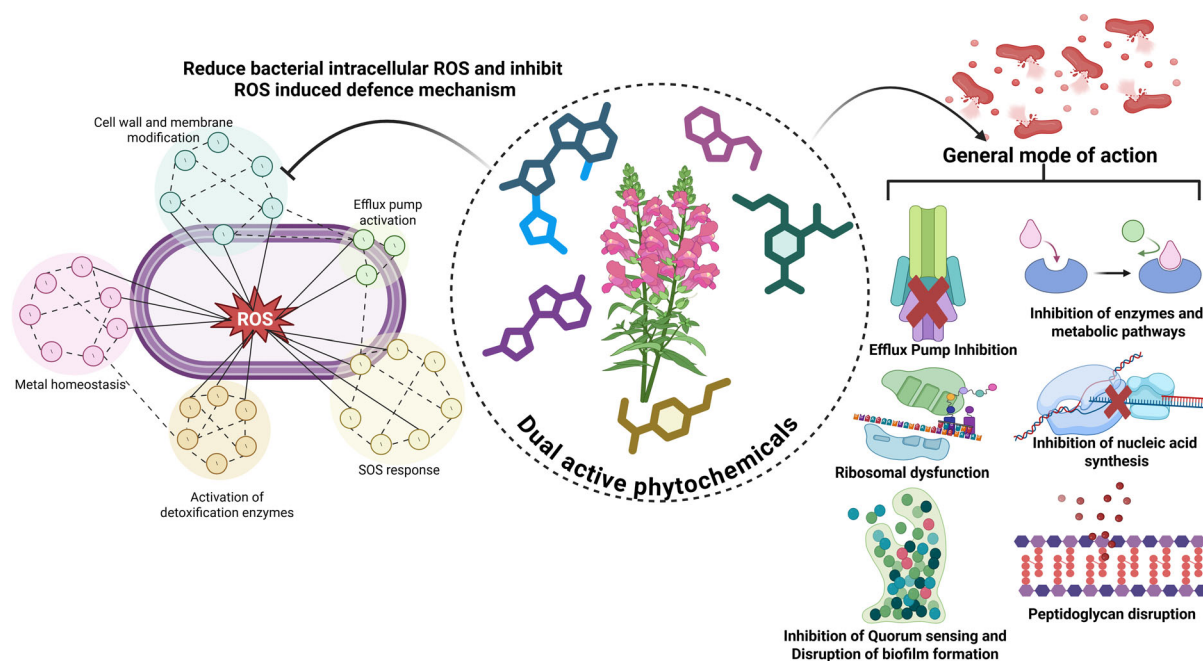 Reduce bacterial intracellular ROS and inhibit
ROS induced defence mechanism
Cell wall and membrane
modification
Efflux pump
activation
ROS
Metal homeostasis
Activation of
detoxification enzymes
SOS response
Dual active phytochemicals
General mode of action
Efflux Pump Inhibition
Inhibition of enzymes and
metabolic pathways
Ribosomal dysfunction
Inhibition of nucleic acid
synthesis
Inhibition of Quorum sensing and
Disruption of biofilm formation
Peptidoglycan disruption